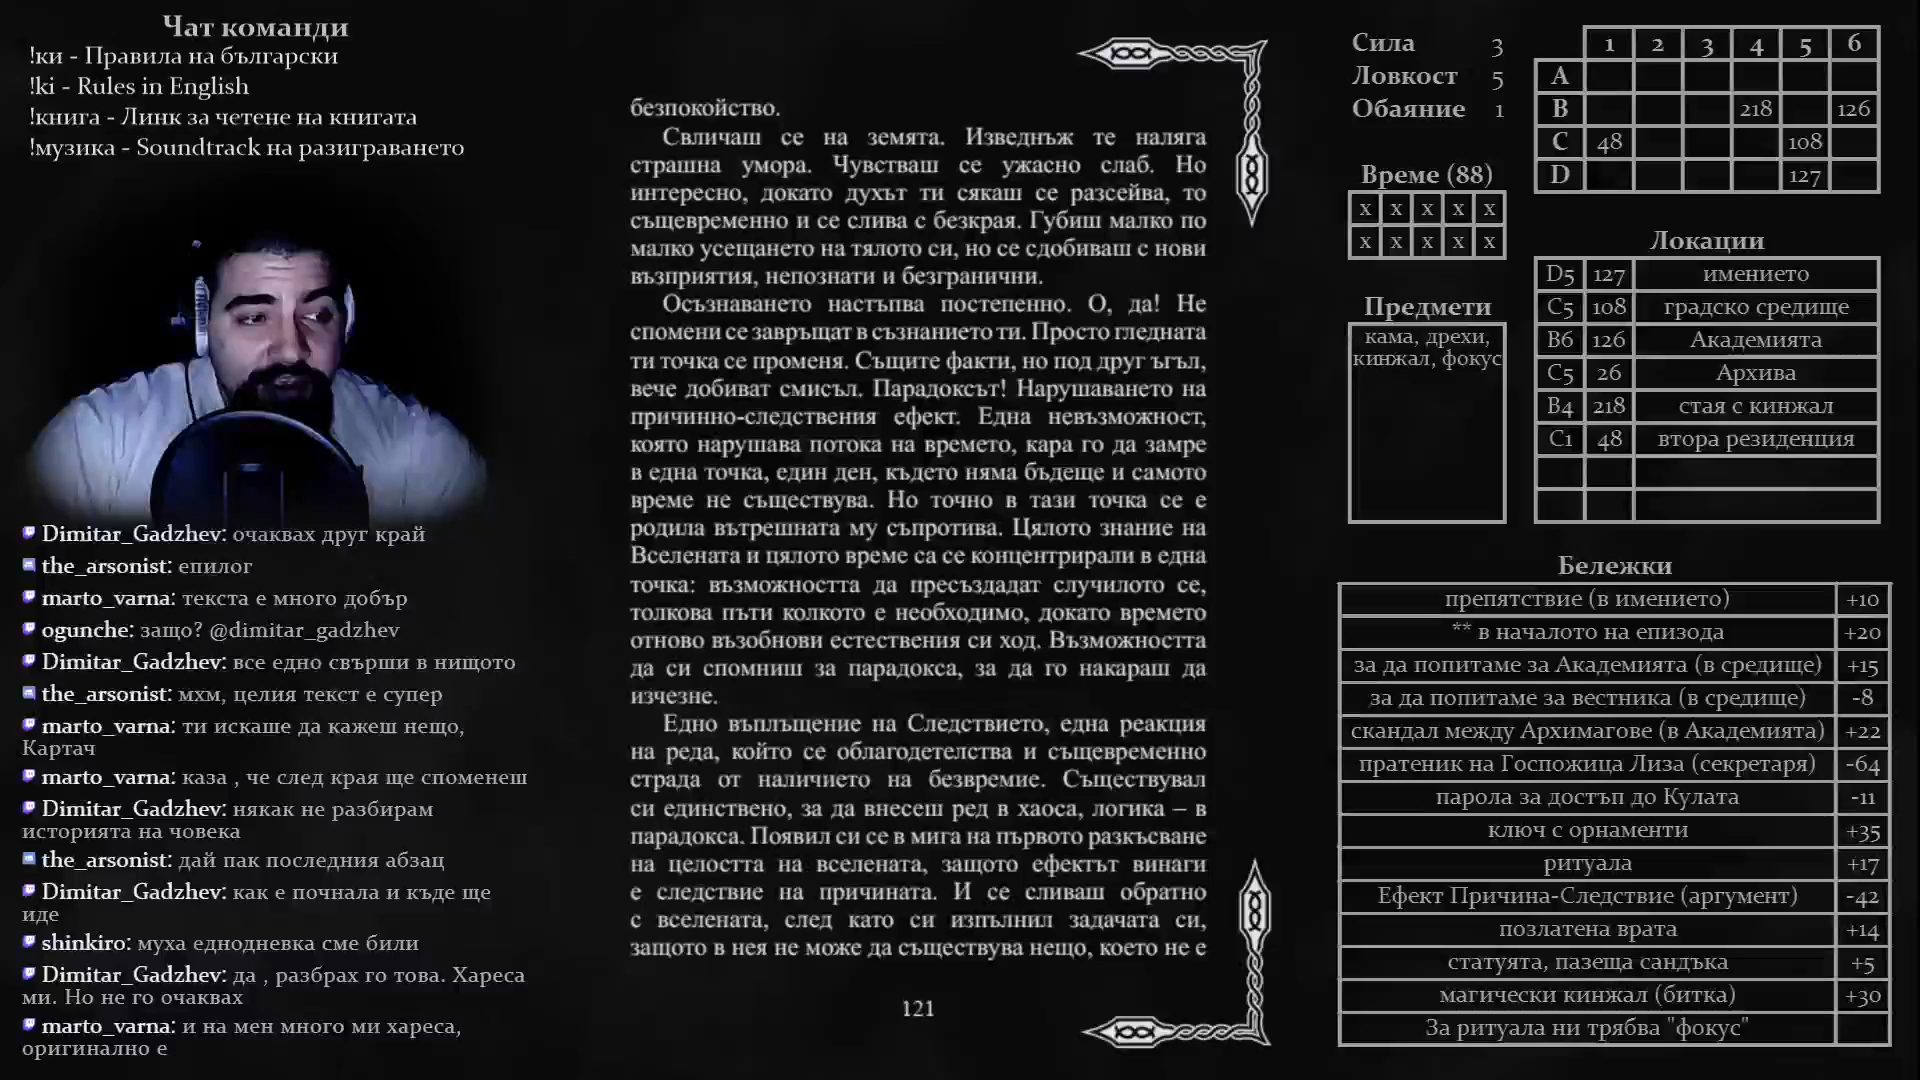 Чат команди
!ки - Правила на български
!ki - Rules in English
!книга - Линк за четене на книгата
!музика - Soundtrack на разиграването
Dimitar_Gadzhev: очаквах друг край
the_arsonist: епилог
marto_varna: текста е много добър
ogunche: защо? @dimitar_gadzhev
Dimitar_Gadzhev: все едно свърши в нищото
the_arsonist: мхм, целия текст е супер
marto_varna: ти искаше да кажеш нещо,
Картач
marto_varna: каза , че след края ще споменеш
Dimitar_Gadzhev: някак не разбирам
историята на човека
the_arsonist: дай пак последния абзац
Dimitar_Gadzhev: как е почнала и къде ще
иде
shinkiro: муха еднодневка сме били
Dimitar_Gadzhev: да , разбрах го това. Хареса
ми. Но не го очаквах
marto_varna: и на мен много ми хареса,
оригинално е
безпокойство.
Свличаш се на земята. Изведнъж те наляга
страшна умора. Чувстваш се ужасно слаб. Но
интересно, докато духът ти сякаш се разсейва, то
същевременно и се слива с безкрая. Губиш малко по
малко усещането на тялото си, но се сдобиваш с нови
възприятия, непознати и безгранични.
Осъзнаването настъпва постепенно. О, да! Не
спомени се завръщат в съзнанието ти. Просто гледната
ти точка се променя. Същите факти, но под друг ъгъл,
вече добиват смисъл. Парадоксът! Нарушаването на
причинно-следствения ефект. Една невъзможност,
която нарушава потока на времето, кара го да замре
в една точка, един ден, където няма бъдеще и самото
време не съществува. Но точно в тази точка се е
родила вътрешната му съпротива. Цялото знание на
Вселената и цялото време са се концентрирали в една
точка: възможността да пресъздадат случилото се,
толкова пъти колкото е необходимо, докато времето
отново възобнови естествения си ход. Възможността
да си спомниш за парадокса, за да го накараш да
изчезне.
Едно въплъщение на Следствието, една реакция
на реда, който се облагодетелства и същевременно
страда от наличието на безвремие. Съществувал
си единствено, за да внесеш ред в хаоса, логика – в
парадокса. Появил си се в мига на първото разкъсване
на целостта на вселената, защото ефектът винаги
е следствие на причината. И се сливаш обратно
с вселената, след като си изпълнил задачата си,
защото в нея не може да съществува нещо, което не е
121
Сила 3
Ловкост 5
Обаяние 1
Време (88)
x x x x x
x x x x x
Предмети
кама, дрехи,
кинжал, фокус
1 2 3 4 5 6
A
B 218 126
C 48 108
D 127
Локации
D5 127 имението
C5 108 градско средище
B6 126 Академията
C5 26 Архива
B4 218 стая с кинжал
C1 48 втора резиденция
Бележки
препятствие (в имението) +10
** в началото на епизода +20
за да попитаме за Академията (в средище) +15
за да попитаме за вестника (в средище) -8
скандал между Архимагове (в Академията) +22
пратеник на Госпожица Лиза (секретаря) -64
парола за достъп до Кулата -11
ключ с орнаменти +35
ритуала +17
Ефект Причина-Следствие (аргумент) -42
позлатена врата +14
статуята, пазеща сандъка +5
магически кинжал (битка) +30
За ритуала ни трябва "фокус"